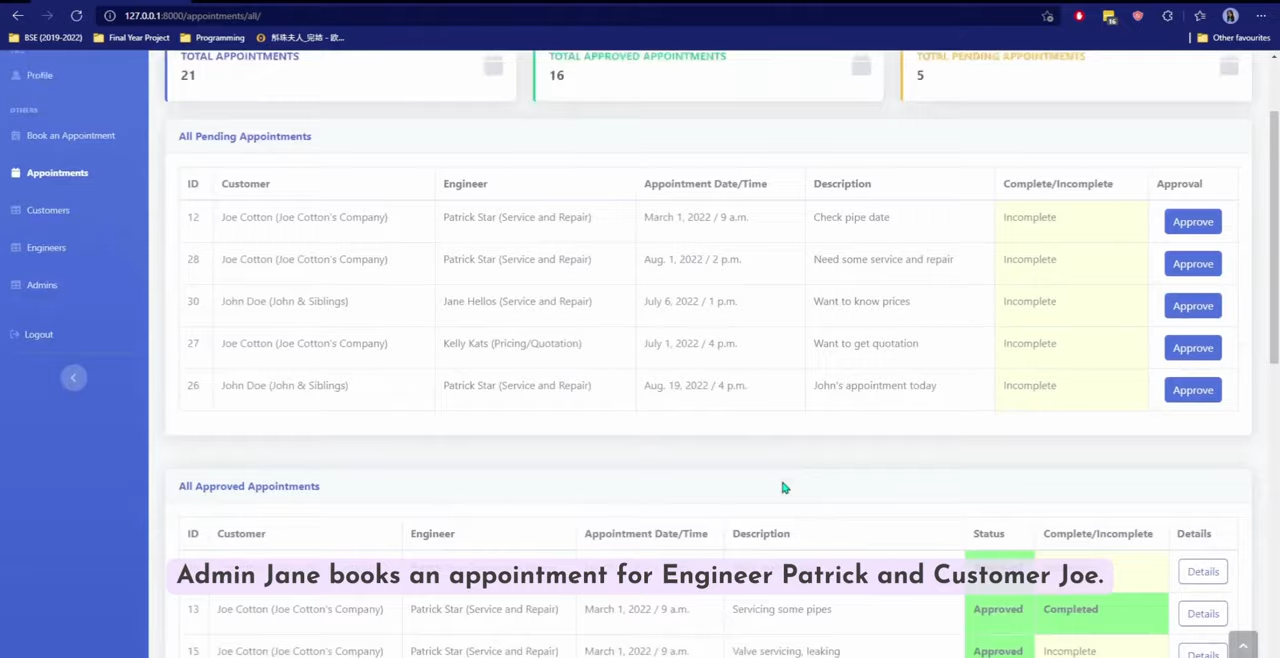 127.0.0.1:8000/appointments/all/
BSE (2019-2022) Final Year Project Programming Other favourites
TOTAL APPOINTMENTS TOTAL APPROVED APPOINTMENTS TOTAL PENDING APPOINTMENTS
21 16 5
Profile
OTHERS
Book an Appointment
Appointments
Customers
Engineers
Admins
Logout
All Pending Appointments
ID Customer Engineer Appointment Date/Time Description Complete/Incomplete Approval
12 Joe Cotton (Joe Cotton's Company) Patrick Star (Service and Repair) March 1, 2022 / 9 a.m. Check pipe date Incomplete Approve
28 Joe Cotton (Joe Cotton's Company) Patrick Star (Service and Repair) Aug. 1, 2022 / 2 p.m. Need some service and repair Incomplete Approve
30 John Doe (John & Siblings) Jane Hellos (Service and Repair) July 6, 2022 / 1 p.m. Want to know prices Incomplete Approve
27 Joe Cotton (Joe Cotton's Company) Kelly Kats (Pricing/Quotation) July 1, 2022 / 4 p.m. Want to get quotation Incomplete Approve
26 John Doe (John & Siblings) Patrick Star (Service and Repair) Aug. 19, 2022 / 4 p.m. John's appointment today Incomplete Approve
All Approved Appointments
ID Customer Engineer Appointment Date/Time Description Status Complete/Incomplete Details
Details
Admin Jane books an appointment for Engineer Patrick and Customer Joe.
13 Joe Cotton (Joe Cotton's Company) Patrick Star (Service and Repair) March 1, 2022 / 9 a.m. Servicing some pipes Approved Completed Details
15 Joe Cotton (Joe Cotton's Company) Patrick Star (Service and Repair) March 1, 2022 / 9 a.m. Valve servicing, leaking Approved Incomplete Details